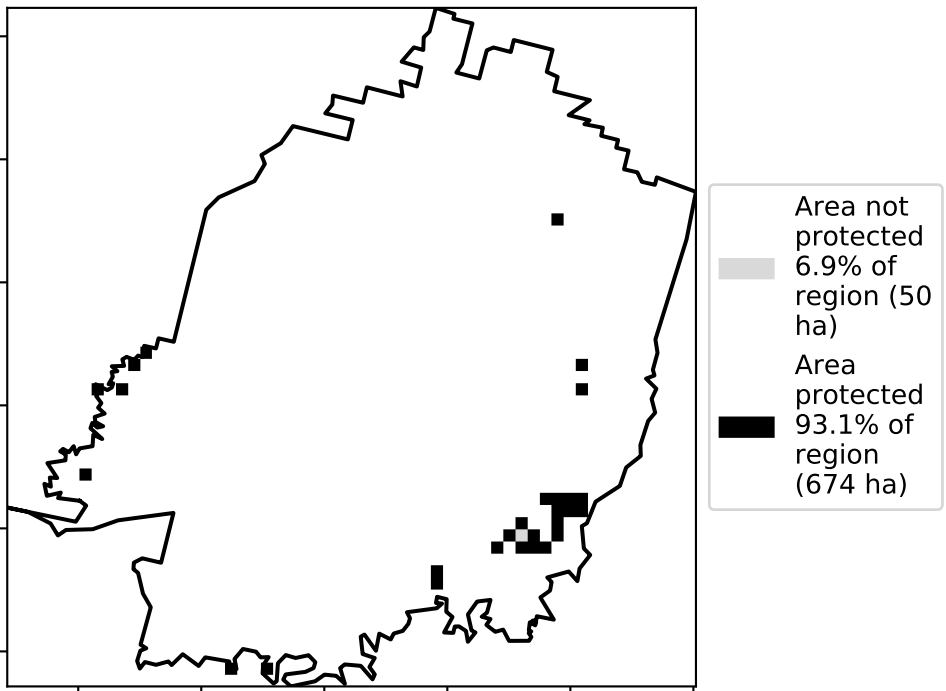 Area not
protected
6.9% of
region (50
ha)
Area
protected
93.1% of
region
(674 ha)